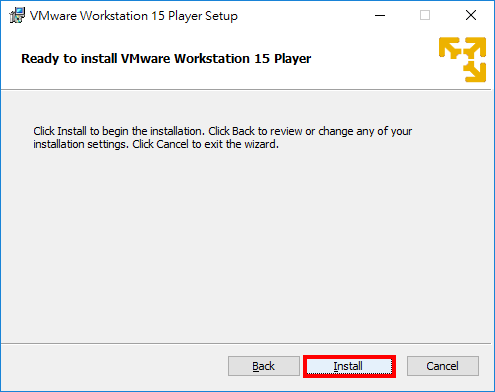 VMware Workstation 15 Player Setup
Ready to install VMware Workstation 15 Player
Click Install to begin the installation. Click Back to review or change any of your
installation settings. Click Cancel to exit the wizard.
Back Install Cancel